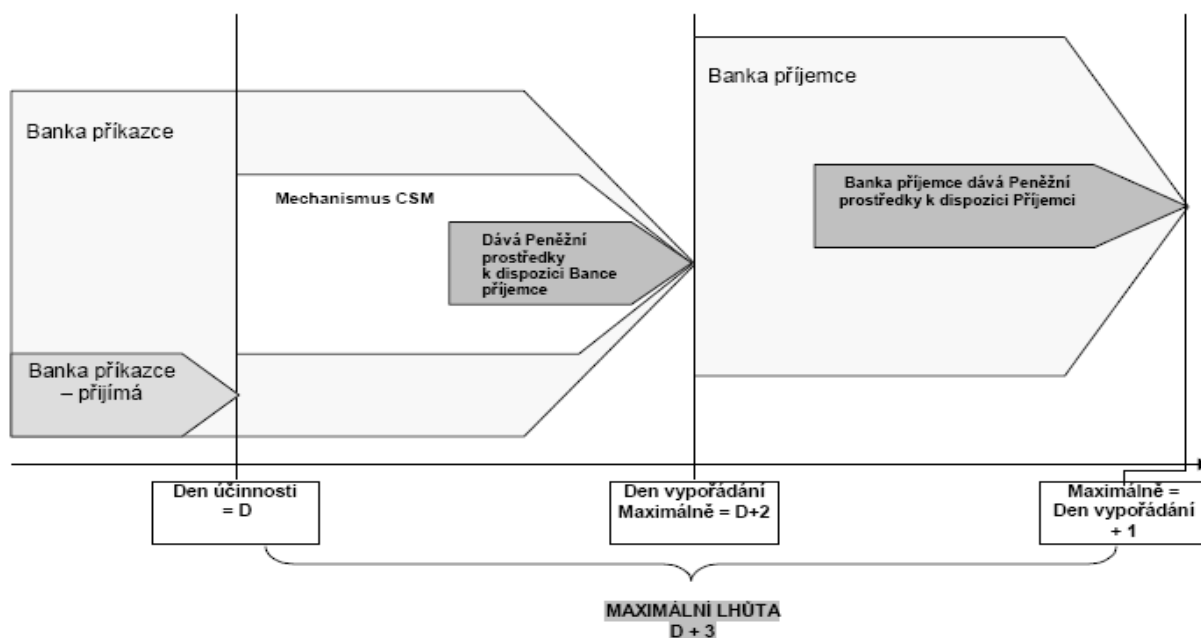 Banka příkazce
Banka příjemce
Mechanismus CSM
Banka příjemce dává Peněžní
prostředky k dispozici Příjemci
Dává Peněžní
prostředky
k dispozici Bance
příjemce
Banka příkazce
– přijímá
Den účinnosti
= D
Den vypořádání
Maximálně = D+2
Maximálně =
Den vypořádání
+ 1
MAXIMÁLNÍ LHŮTA
D + 3